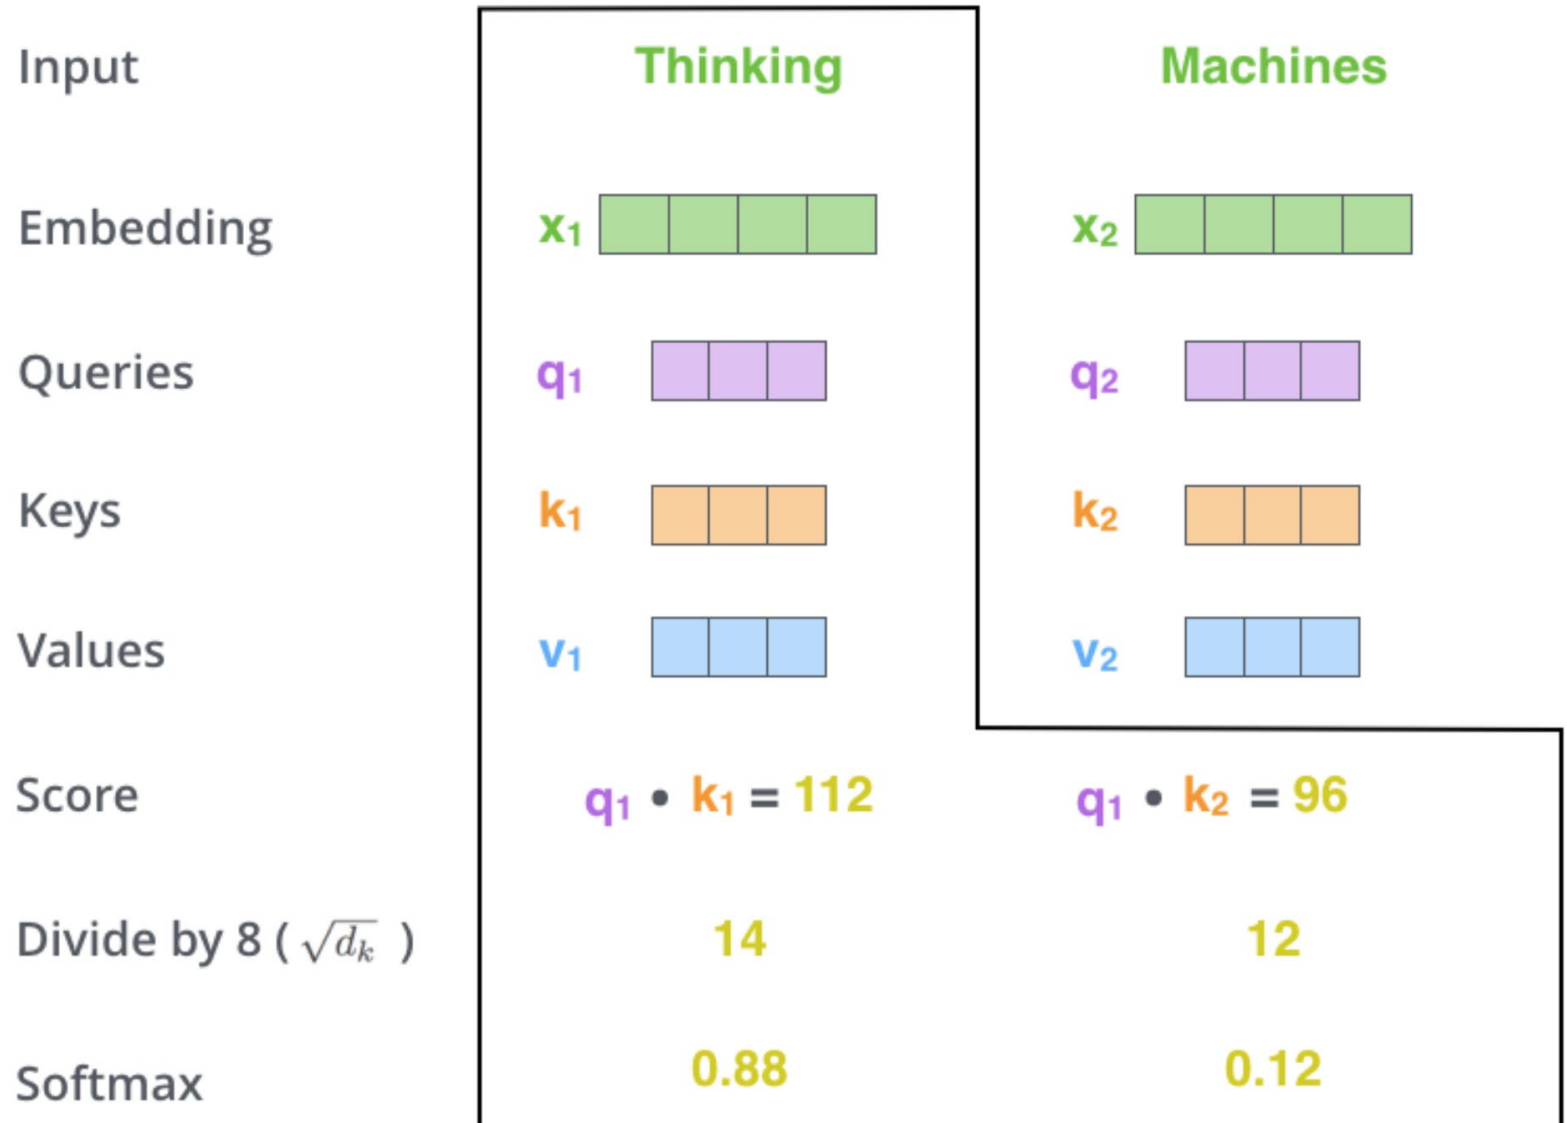 Input Thinking Machines
Embedding x₁ x₂
Queries q₁ q₂
Keys k₁ k₂
Values v₁ v₂
Score q₁ • k₁ = 112 q₁ • k₂ = 96
Divide by 8 ( √dₖ ) 14 12
Softmax 0.88 0.12